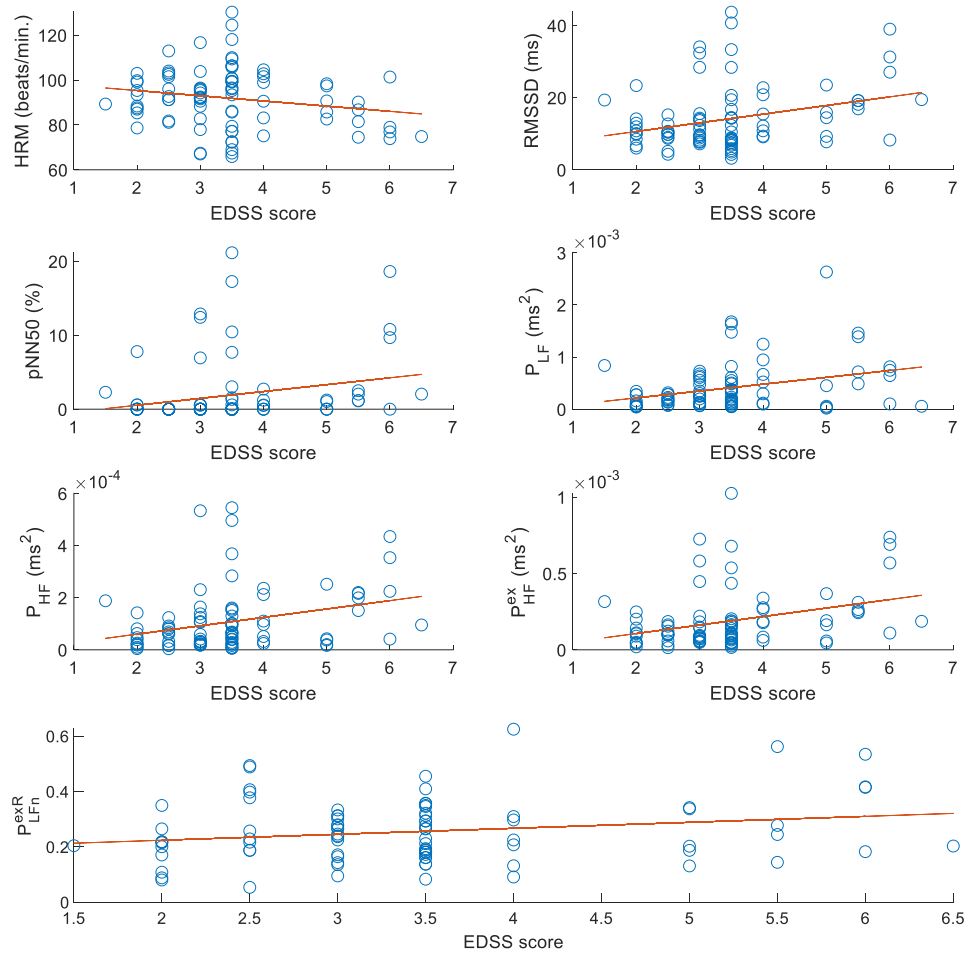 HRM (beats/min.)
120
100
80
60
1 2 3 4 5 6 7
EDSS score
RMSSD (ms)
40
20
0
1 2 3 4 5 6 7
EDSS score
pNN50 (%)
20
10
0
1 2 3 4 5 6 7
EDSS score
×10⁻³
P_LF (ms²)
3
2
1
0
1 2 3 4 5 6 7
EDSS score
×10⁻⁴
P_HF (ms²)
6
4
2
0
1 2 3 4 5 6 7
EDSS score
×10⁻³
P_HF^ex (ms²)
1
0.5
0
1 2 3 4 5 6 7
EDSS score
P_LFn^exR
0.6
0.4
0.2
0
1.5 2 2.5 3 3.5 4 4.5 5 5.5 6 6.5
EDSS score